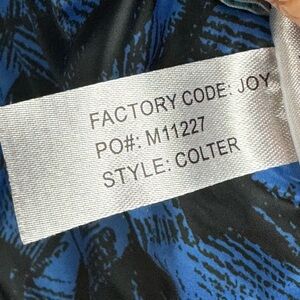 FACTORY CODE: JOY
PO#: M11227
STYLE: COLTER